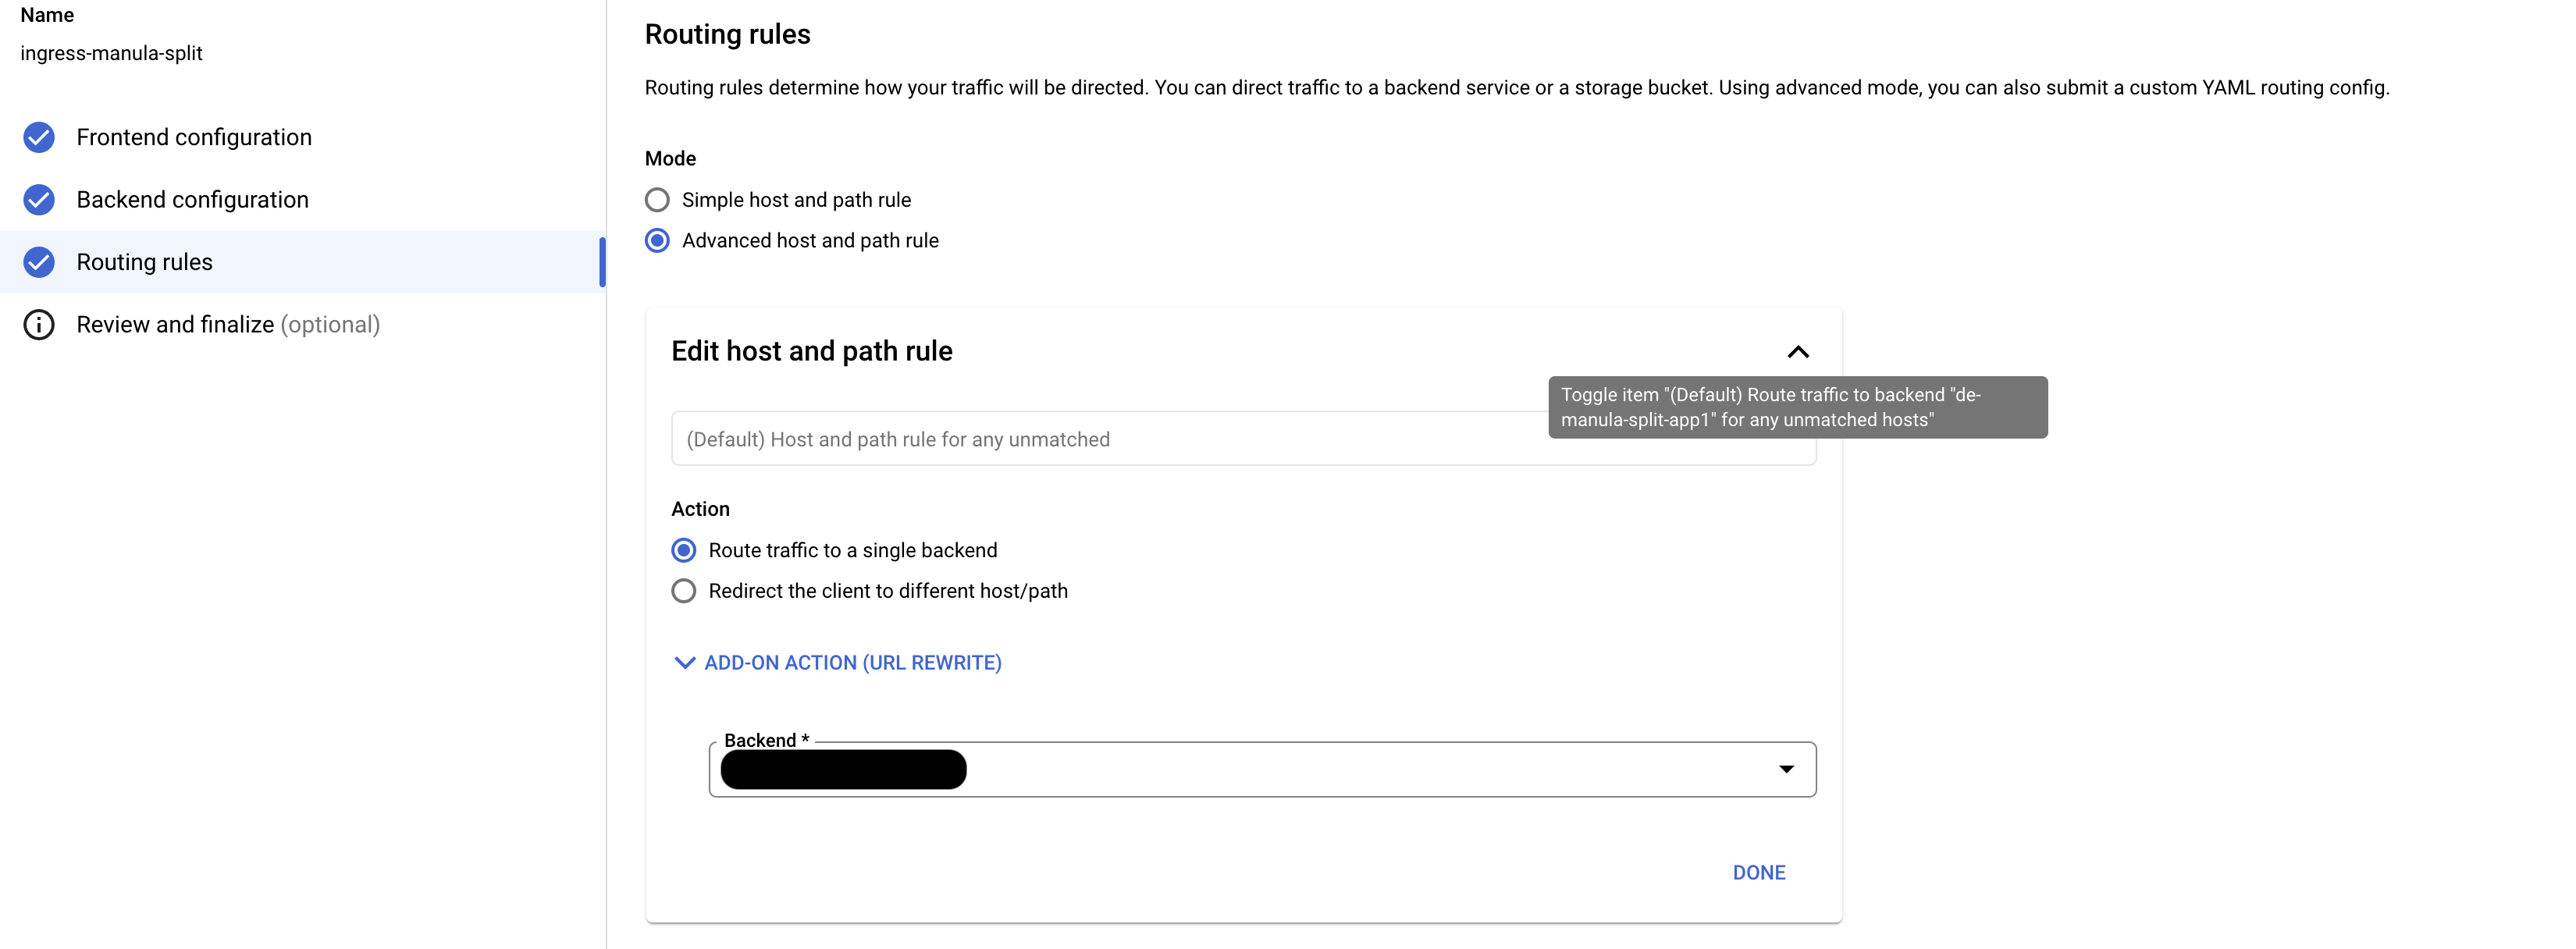 Name
ingress-manula-split
Frontend configuration
Backend configuration
Routing rules
Review and finalize (optional)
Routing rules
Routing rules determine how your traffic will be directed. You can direct traffic to a backend service or a storage bucket. Using advanced mode, you can also submit a custom YAML routing config.
Mode
Simple host and path rule
Advanced host and path rule
Edit host and path rule
Toggle item "(Default) Route traffic to backend "de-
manula-split-app1" for any unmatched hosts"
(Default) Host and path rule for any unmatched
Action
Route traffic to a single backend
Redirect the client to different host/path
ADD-ON ACTION (URL REWRITE)
Backend *
DONE